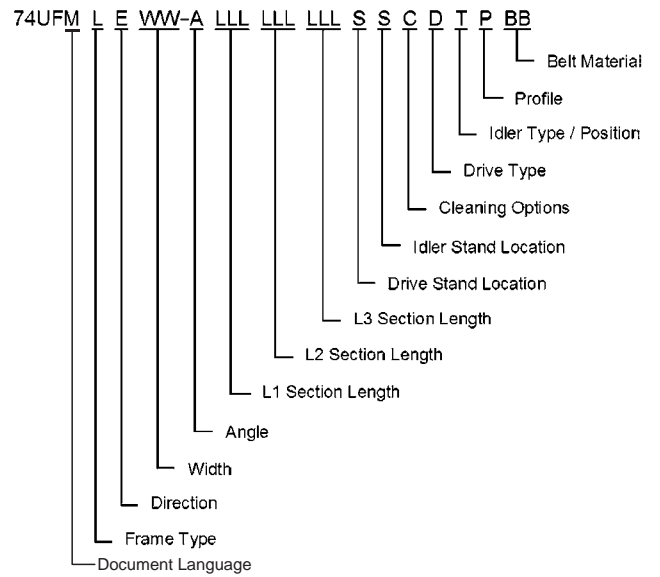 74UFM L E WW-A LLL LLL LLL S S C D T P BB
Belt Material
Profile
Idler Type / Position
Drive Type
Cleaning Options
Idler Stand Location
Drive Stand Location
L3 Section Length
L2 Section Length
L1 Section Length
Angle
Width
Direction
Frame Type
Document Language